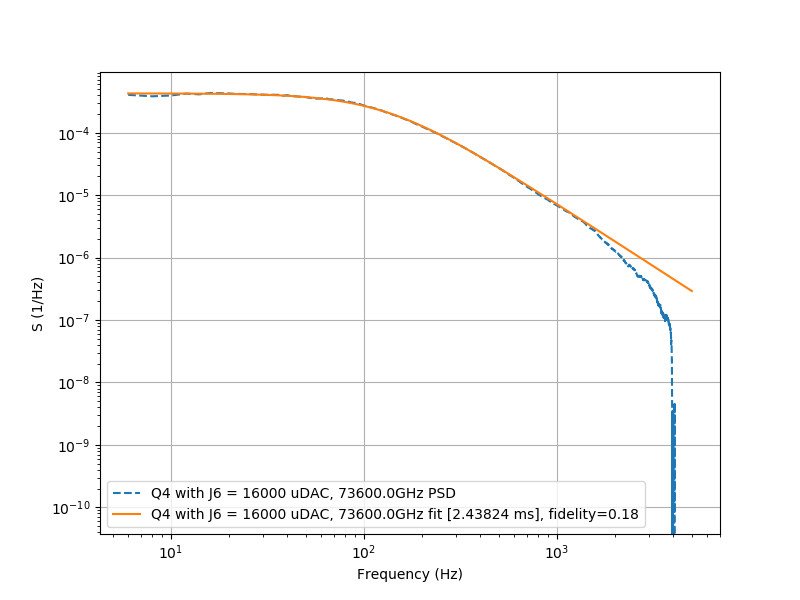 10⁻⁴
10⁻⁵
10⁻⁶
10⁻⁷
10⁻⁸
10⁻⁹
10⁻¹⁰
S (1/Hz)
Q4 with J6 = 16000 uDAC, 73600.0GHz PSD
Q4 with J6 = 16000 uDAC, 73600.0GHz fit [2.43824 ms], fidelity=0.18
10¹ 10² 10³
Frequency (Hz)